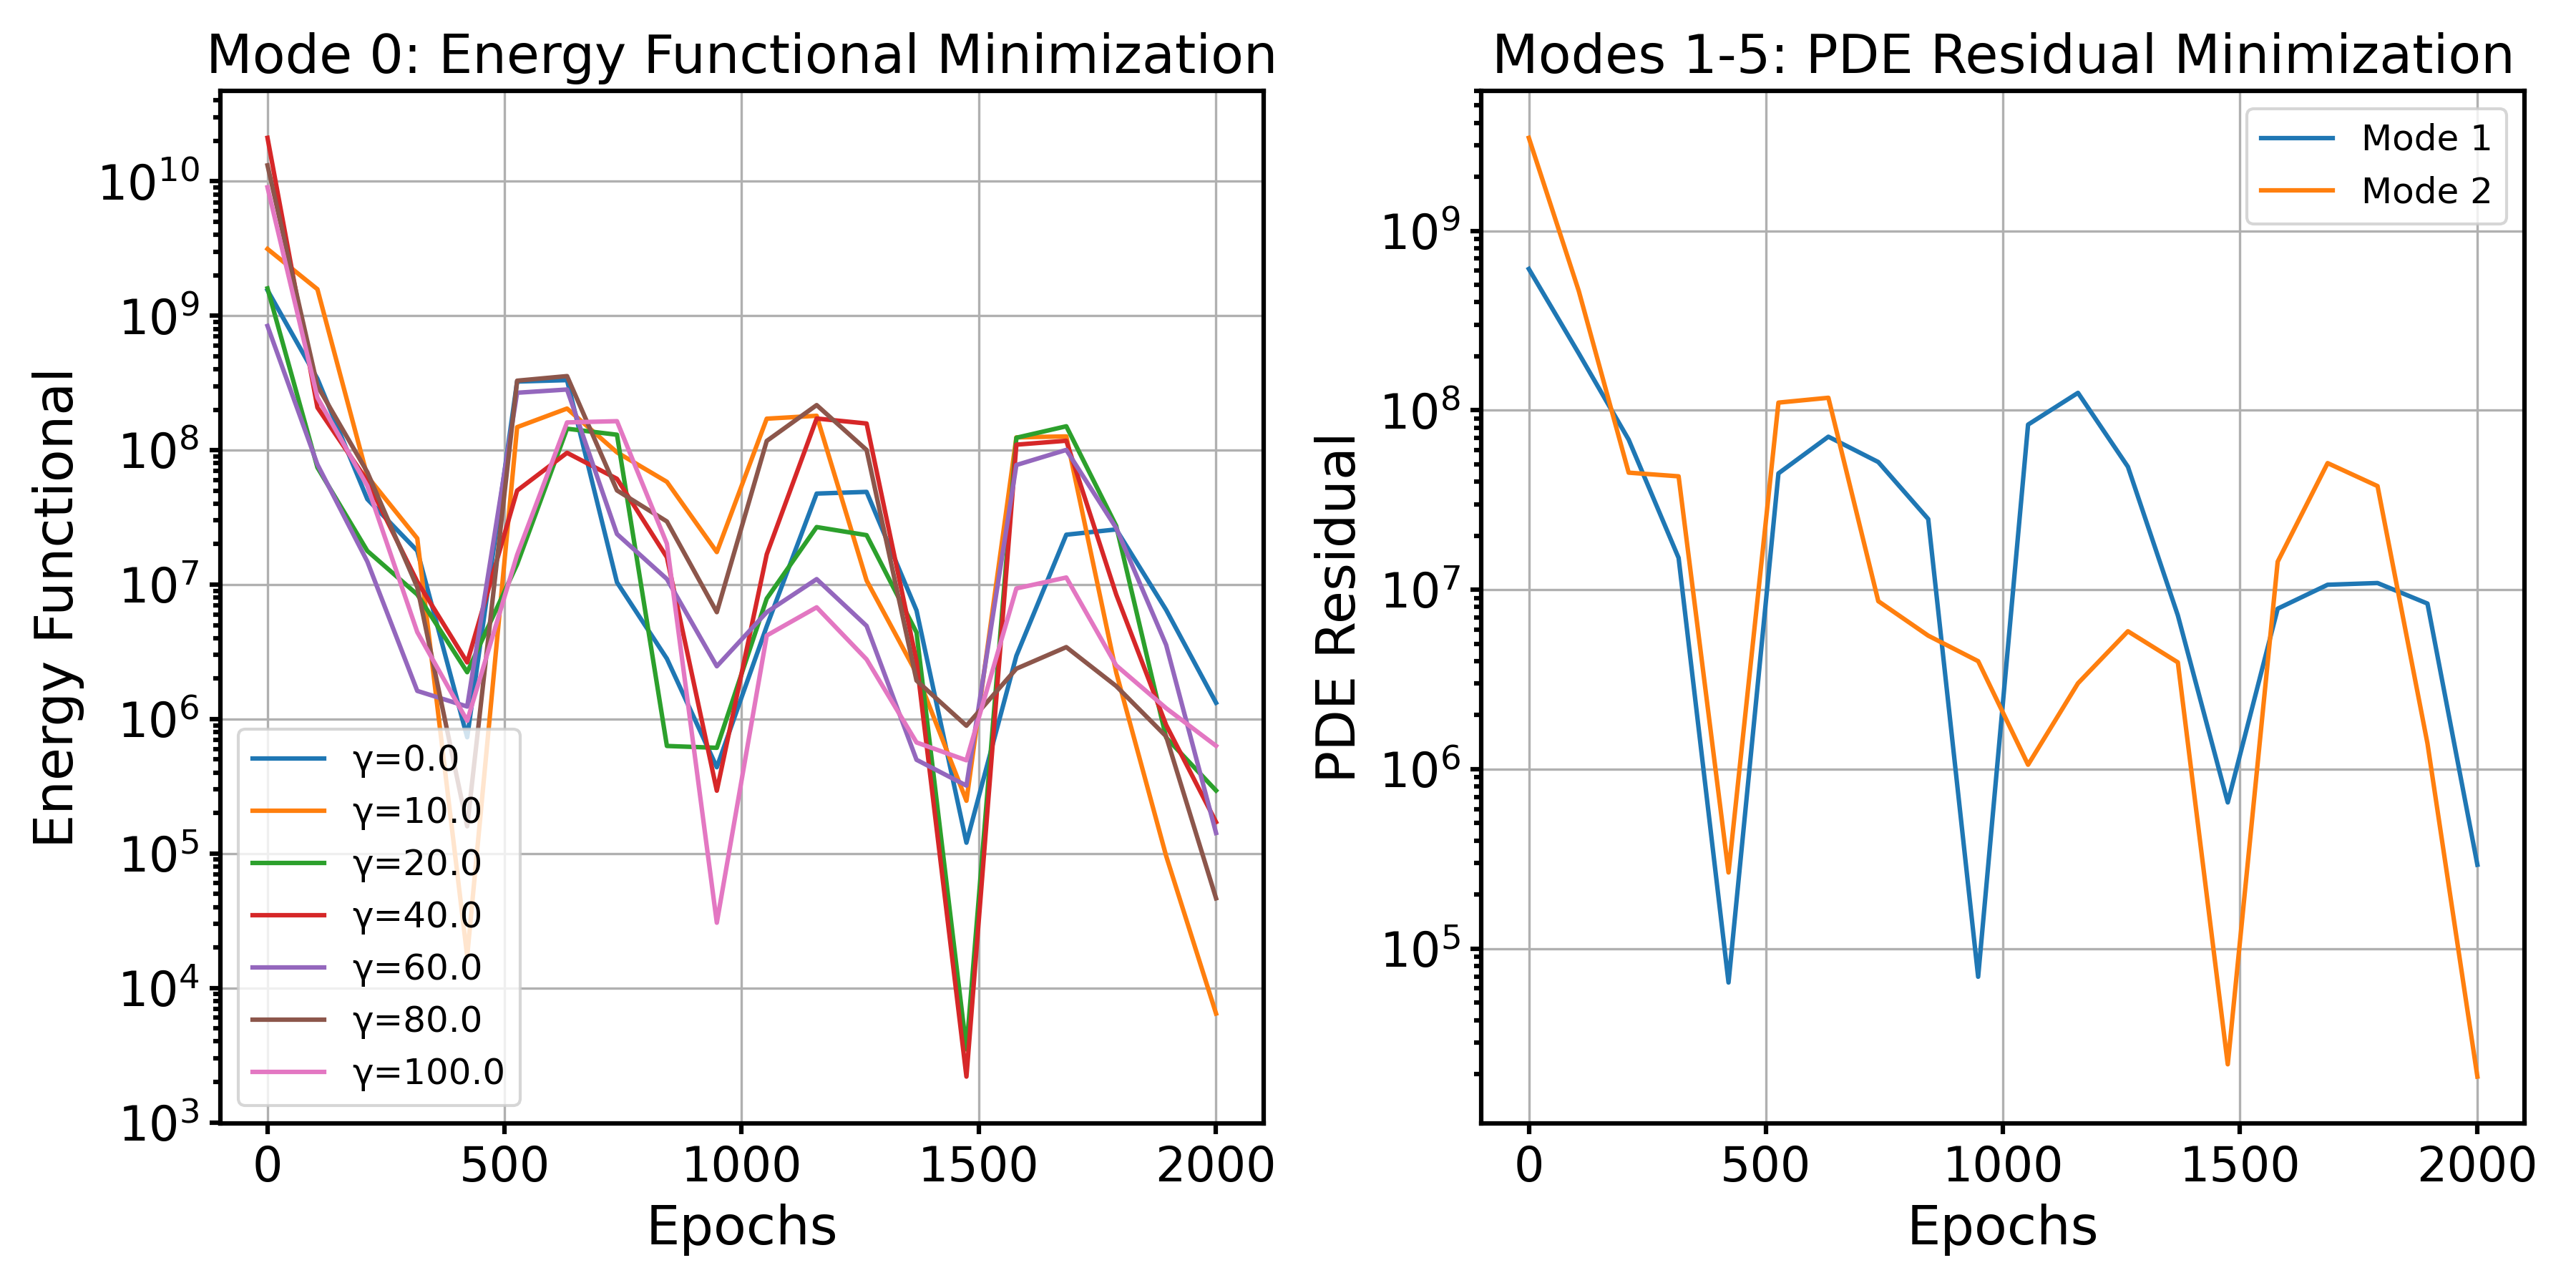 Mode 0: Energy Functional Minimization
Energy Functional
10^10
10^9
10^8
10^7
10^6
10^5
10^4
10^3
γ=0.0
γ=10.0
γ=20.0
γ=40.0
γ=60.0
γ=80.0
γ=100.0
0 500 1000 1500 2000
Epochs
Modes 1-5: PDE Residual Minimization
PDE Residual
10^9
10^8
10^7
10^6
10^5
Mode 1
Mode 2
0 500 1000 1500 2000
Epochs